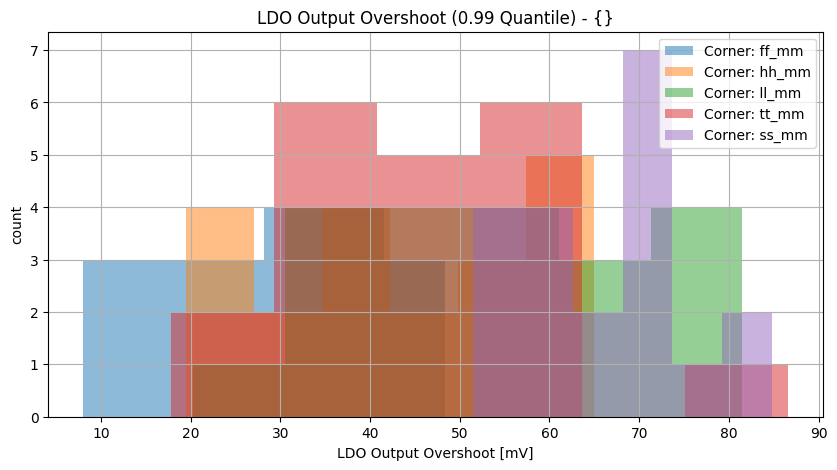 LDO Output Overshoot (0.99 Quantile) - {}
Corner: ff_mm
Corner: hh_mm
Corner: ll_mm
Corner: tt_mm
Corner: ss_mm
7
6
5
4
3
2
1
0
count
10 20 30 40 50 60 70 80 90
LDO Output Overshoot [mV]